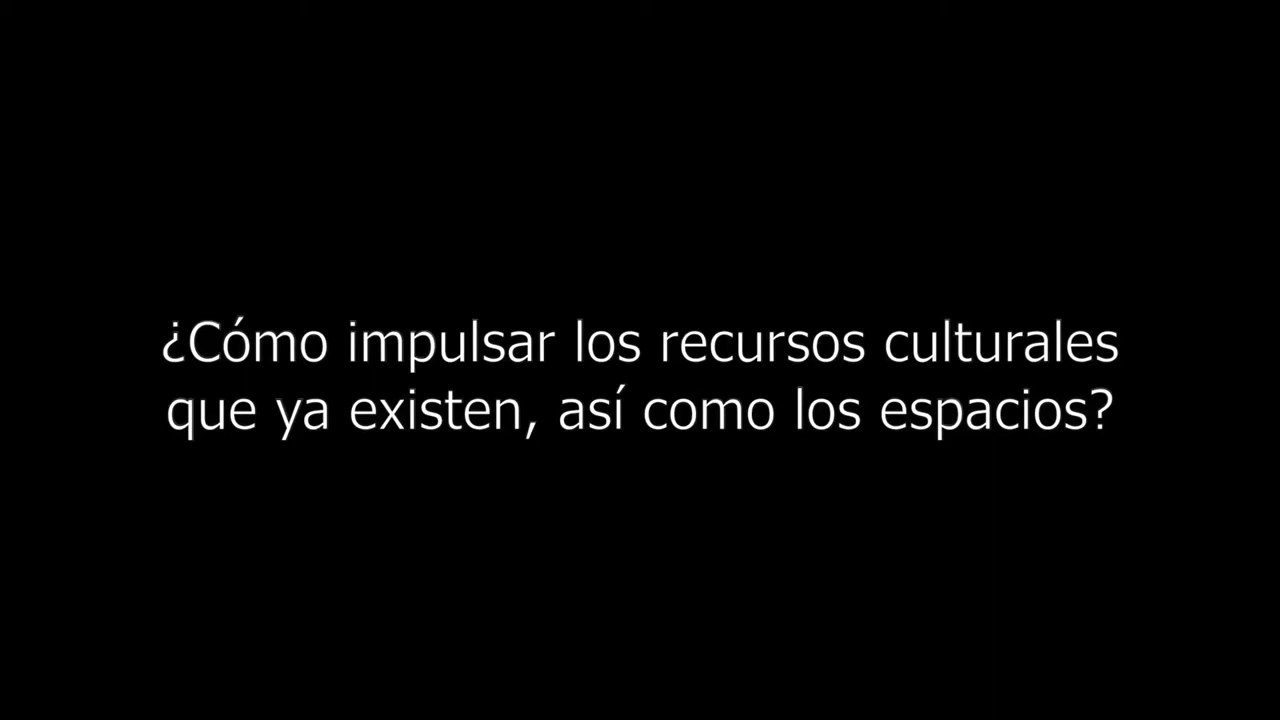 ¿Cómo impulsar los recursos culturales
que ya existen, así como los espacios?